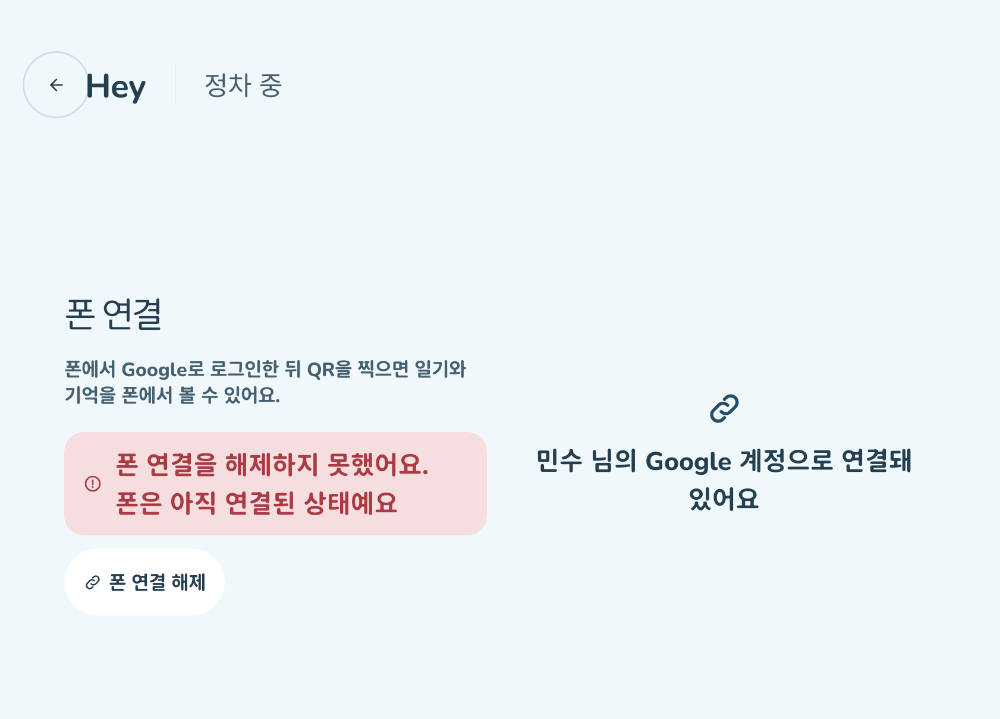 Hey
정차 중
폰 연결
폰에서 Google로 로그인한 뒤 QR을 찍으면 일기와
기억을 폰에서 볼 수 있어요.
폰 연결을 해제하지 못했어요.
폰은 아직 연결된 상태예요
폰 연결 해제
민수 님의 Google 계정으로 연결돼
있어요